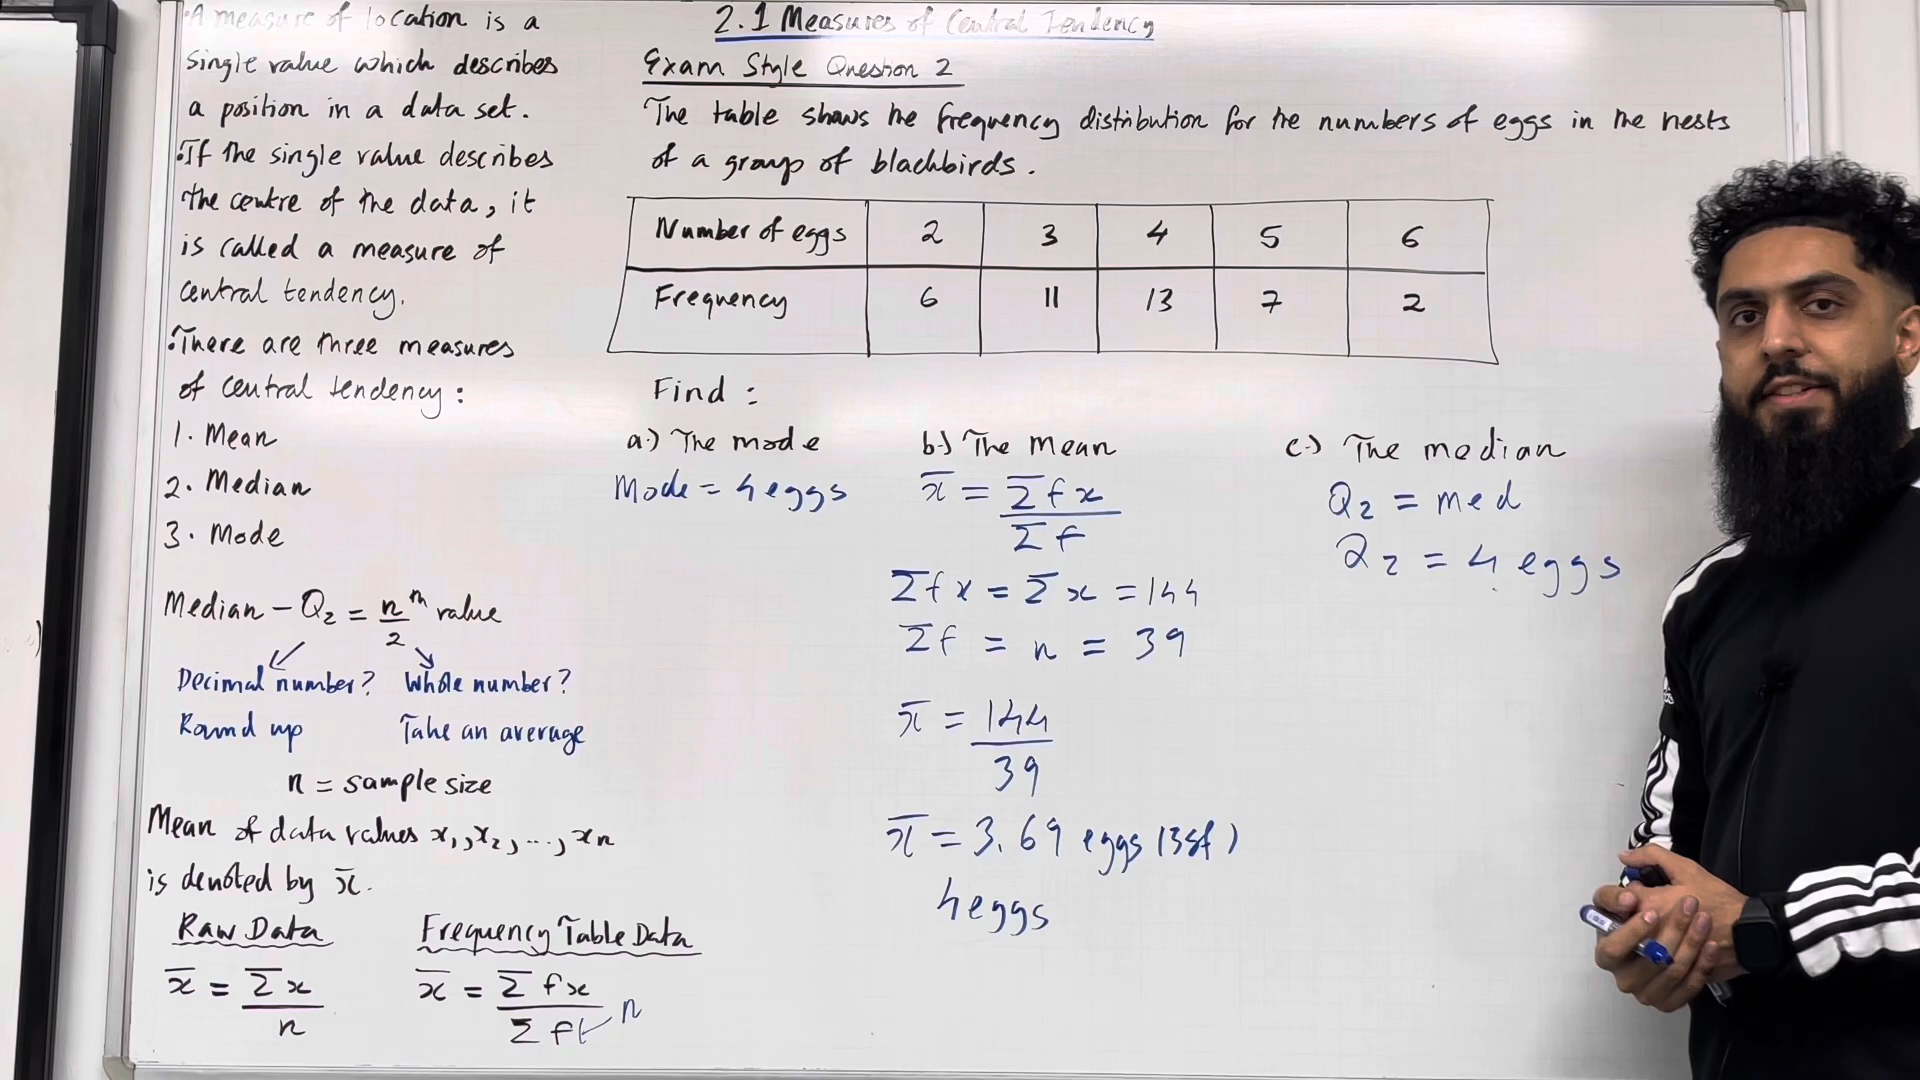 • A measure of location is a
single value which describes
a position in a data set.
• If the single value describes
the centre of the data, it
is called a measure of
central tendency.
• There are three measures
of central tendency:
1. Mean
2. Median
3. Mode
Median - Q₂ = n/2 th value
Decimal number? Whole number?
Round up Take an average
n = sample size
Mean of data values x₁, x₂, ..., xn
is denoted by x̄.
Raw Data Frequency Table Data
x̄ = Σx/n x̄ = Σfx/Σf n
2.1 Measures of Central Tendency
Exam Style Question 2
The table shows the frequency distribution for the numbers of eggs in the nests
of a group of blackbirds.
Number of eggs 2 3 4 5 6
Frequency 6 11 13 7 2
Find :
a.) The mode b.) The mean c.) The median
Mode = 4 eggs
x̄ = Σfx/Σf
Σfx = Σx = 144
Σf = n = 39
x̄ = 144/39
x̄ = 3.69 eggs (3sf)
4 eggs
Q₂ = med
Q₂ = 4 eggs